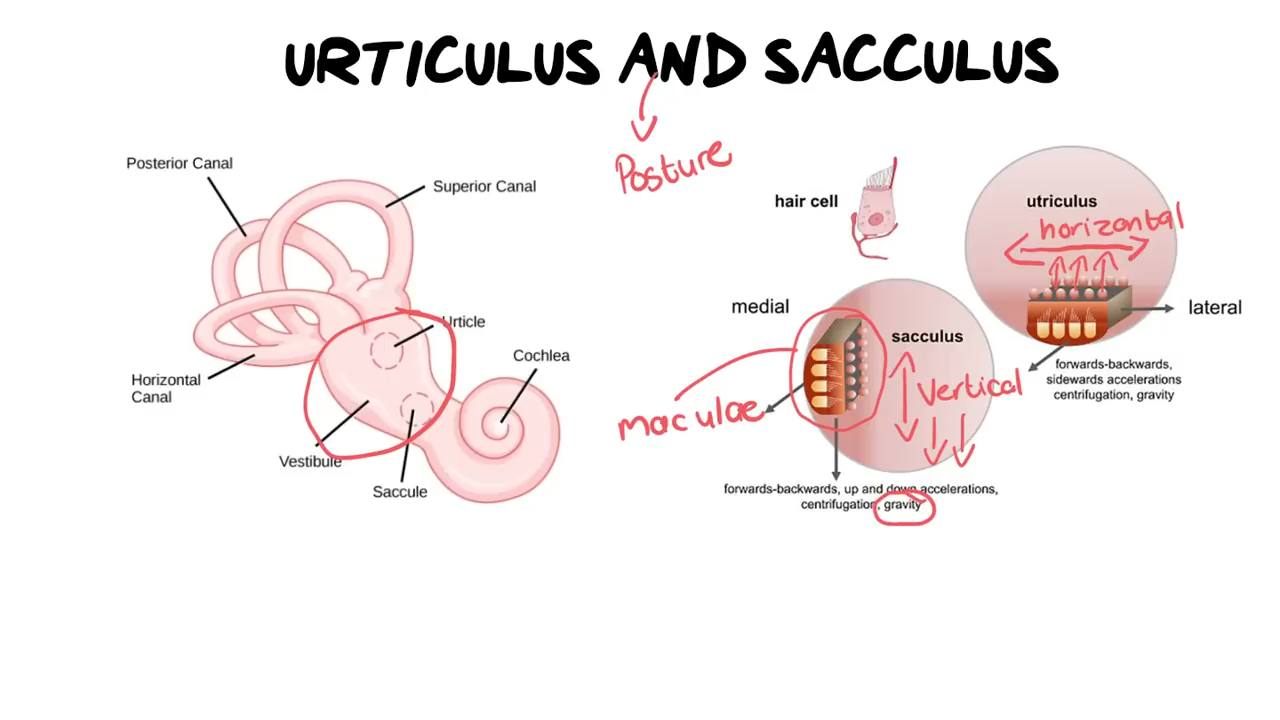 URTICULUS AND SACCULUS
Posture
Posterior Canal
Superior Canal
Urticle
Cochlea
Horizontal
Canal
Vestibule
Saccule
hair cell
utriculus
horizontal
medial
lateral
sacculus
Vertical
maculae
forwards-backwards,
sidewards accelerations
centrifugation, gravity
forwards-backwards, up and down accelerations,
centrifugation, gravity